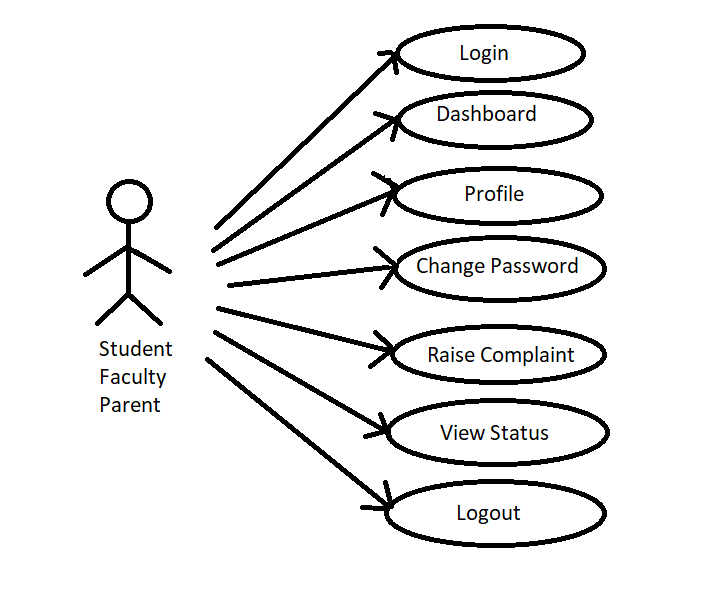 Login
Dashboard
Profile
Change Password
Raise Complaint
View Status
Logout
Student
Faculty
Parent